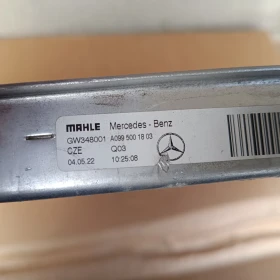 MAHLE Mercedes-Benz
GW348001 A099 500 18 03
CZE Q03
04.05.22 10:25:08